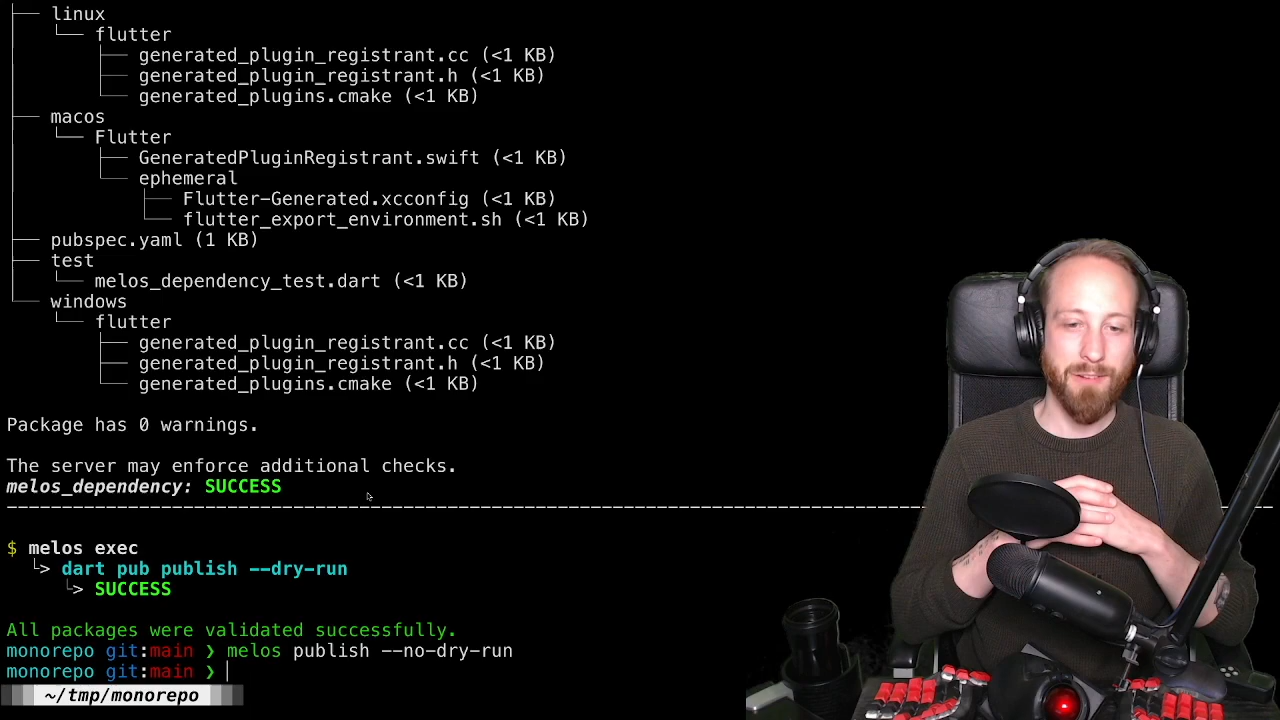 linux
flutter
generated_plugin_registrant.cc (<1 KB)
generated_plugin_registrant.h (<1 KB)
generated_plugins.cmake (<1 KB)
macos
Flutter
GeneratedPluginRegistrant.swift (<1 KB)
ephemeral
Flutter-Generated.xcconfig (<1 KB)
flutter_export_environment.sh (<1 KB)
pubspec.yaml (1 KB)
test
melos_dependency_test.dart (<1 KB)
windows
flutter
generated_plugin_registrant.cc (<1 KB)
generated_plugin_registrant.h (<1 KB)
generated_plugins.cmake (<1 KB)
Package has 0 warnings.
The server may enforce additional checks.
melos_dependency: SUCCESS
$ melos exec
└> dart pub publish --dry-run
└> SUCCESS
All packages were validated successfully.
monorepo git:main ❯ melos publish --no-dry-run
monorepo git:main ❯
~/tmp/monorepo